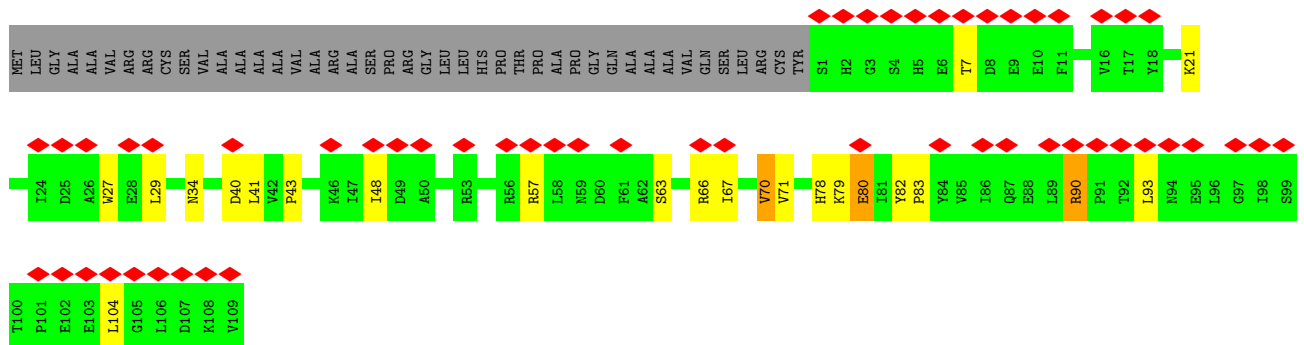 MET LEU GLY ALA ALA VAL ARG ARG CYS SER VAL ALA ALA ALA ALA VAL ALA ARG ALA SER PRO ARG GLY LEU LEU HIS PRO THR PRO ALA PRO GLY GLN ALA ALA ALA VAL GLN SER LEU ARG CYS TYR S1 H2 G3 S4 H5 E6 T7 D8 E9 E10 F11 V16 T17 Y18 K21
I24 D25 A26 W27 E28 L29 N34 D40 L41 V42 P43 K46 I47 I48 D49 A50 R53 R56 R57 L58 N59 D60 F61 A62 S63 R66 I67 V70 V71 H78 K79 E80 I81 Y82 P83 Y84 V85 I86 Q87 E88 L89 R90 P91 T92 L93 N94 E95 L96 G97 I98 S99
T100 P101 E102 E103 L104 G105 L106 D107 K108 V109